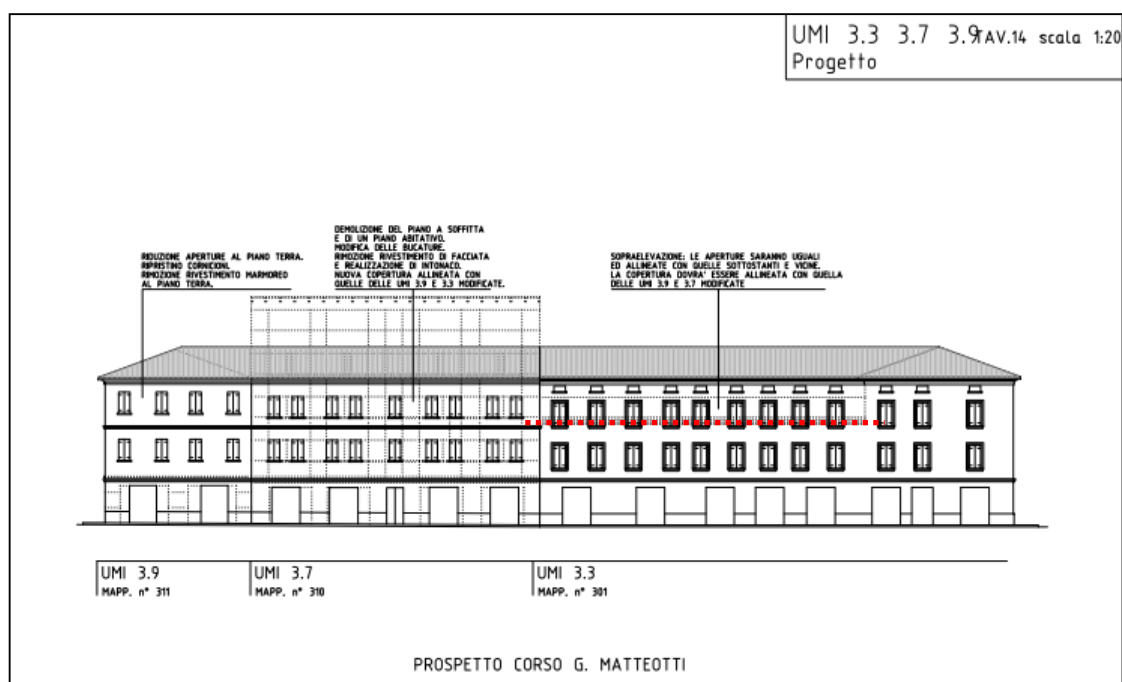 UMI 3.3 3.7 3.9 TAV.14 scala 1:20
Progetto
RIDUZIONE APERTURE AL PIANO TERRA.
RIPRISTINO CORNICIONI.
RIMOZIONE RIVESTIMENTO MARMOREO
AL PIANO TERRA.
DEMOLIZIONE DEL PIANO A SOFFITTA
E DI UN PIANO ABITATIVO.
MODIFICA DELLE BUCATURE.
RIMOZIONE RIVESTIMENTO DI FACCIATA
E REALIZZAZIONE DI INTONACO.
NUOVA COPERTURA ALLINEATA CON
QUELLE DELLE UMI 3.9 E 3.3 MODIFICATE.
SOPRAELEVAZIONE: LE APERTURE SARANNO UGUALI
ED ALLINEATE CON QUELLE SOTTOSTANTI E VICINE.
LA COPERTURA DOVRA' ESSERE ALLINEATA CON QUELLA
DELLE UMI 3.9 E 3.7 MODIFICATE
UMI 3.9
MAPP. n° 311
UMI 3.7
MAPP. n° 310
UMI 3.3
MAPP. n° 301
PROSPETTO CORSO G. MATTEOTTI